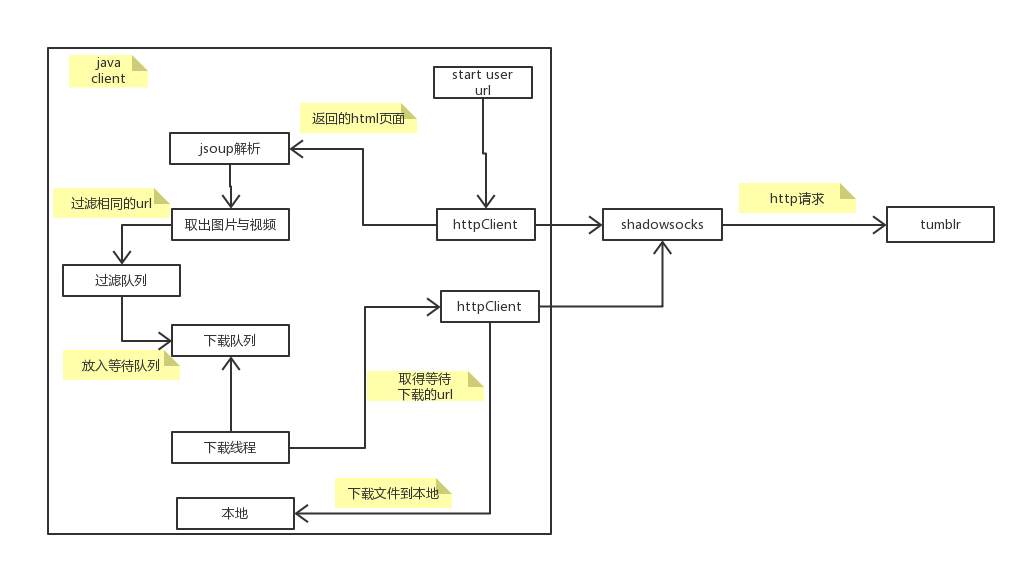 java
client
start user
url
返回的html页面
jsoup解析
http请求
过滤相同的url
取出图片与视频
httpClient
shadowsocks
tumblr
过滤队列
httpClient
下载队列
放入等待队列
取得等待
下载的url
下载线程
下载文件到本地
本地